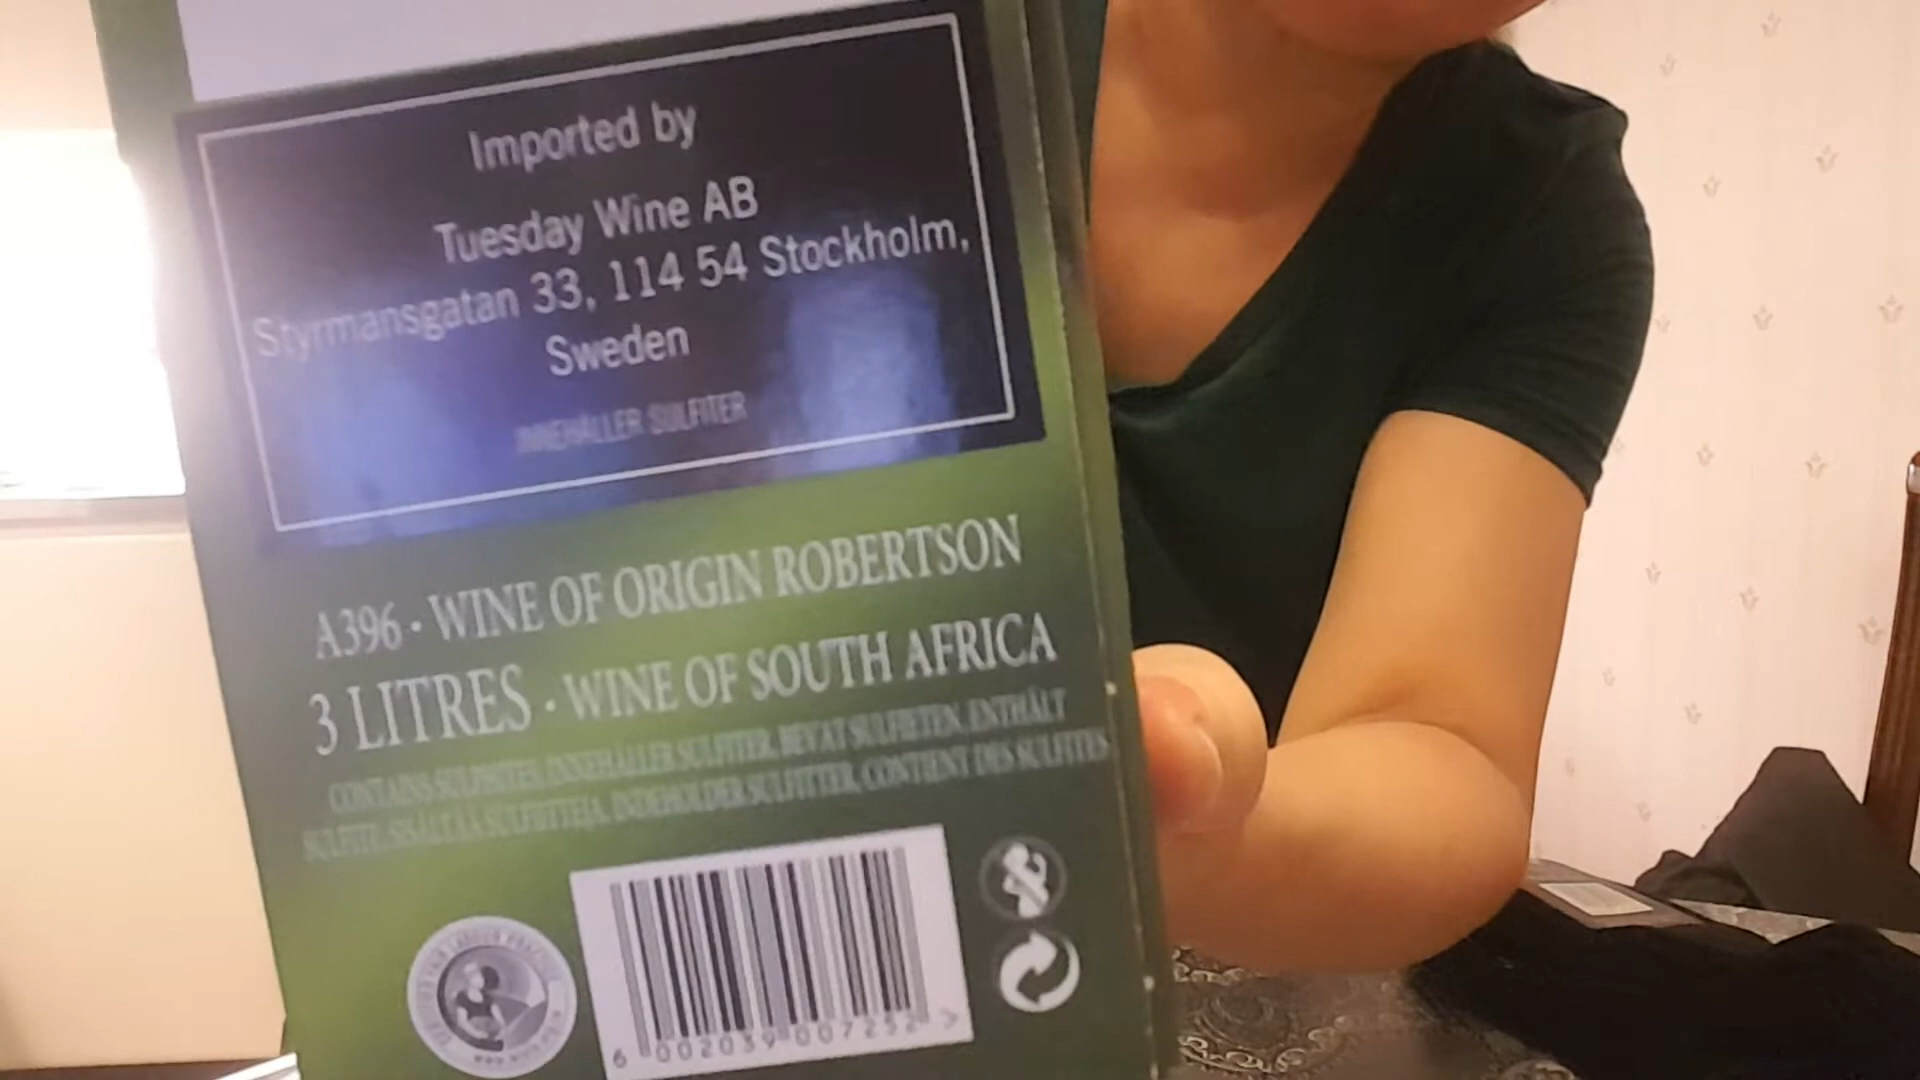 Imported by
Tuesday Wine AB
Styrmansgatan 33, 114 54 Stockholm,
Sweden
INNEHÅLLER SULFITER
A396 · WINE OF ORIGIN ROBERTSON
3 LITRES · WINE OF SOUTH AFRICA
CONTAINS SULPHITES, INNEHÅLLER SULFITER, BEVAT SULFIETEN, ENTHÄLT
SULFITE, SISÄLTÄÄ SULFIITTEJA, INDEHOLDER SULFITTER, CONTIENT DES SULFITES
6 002039 007252 >